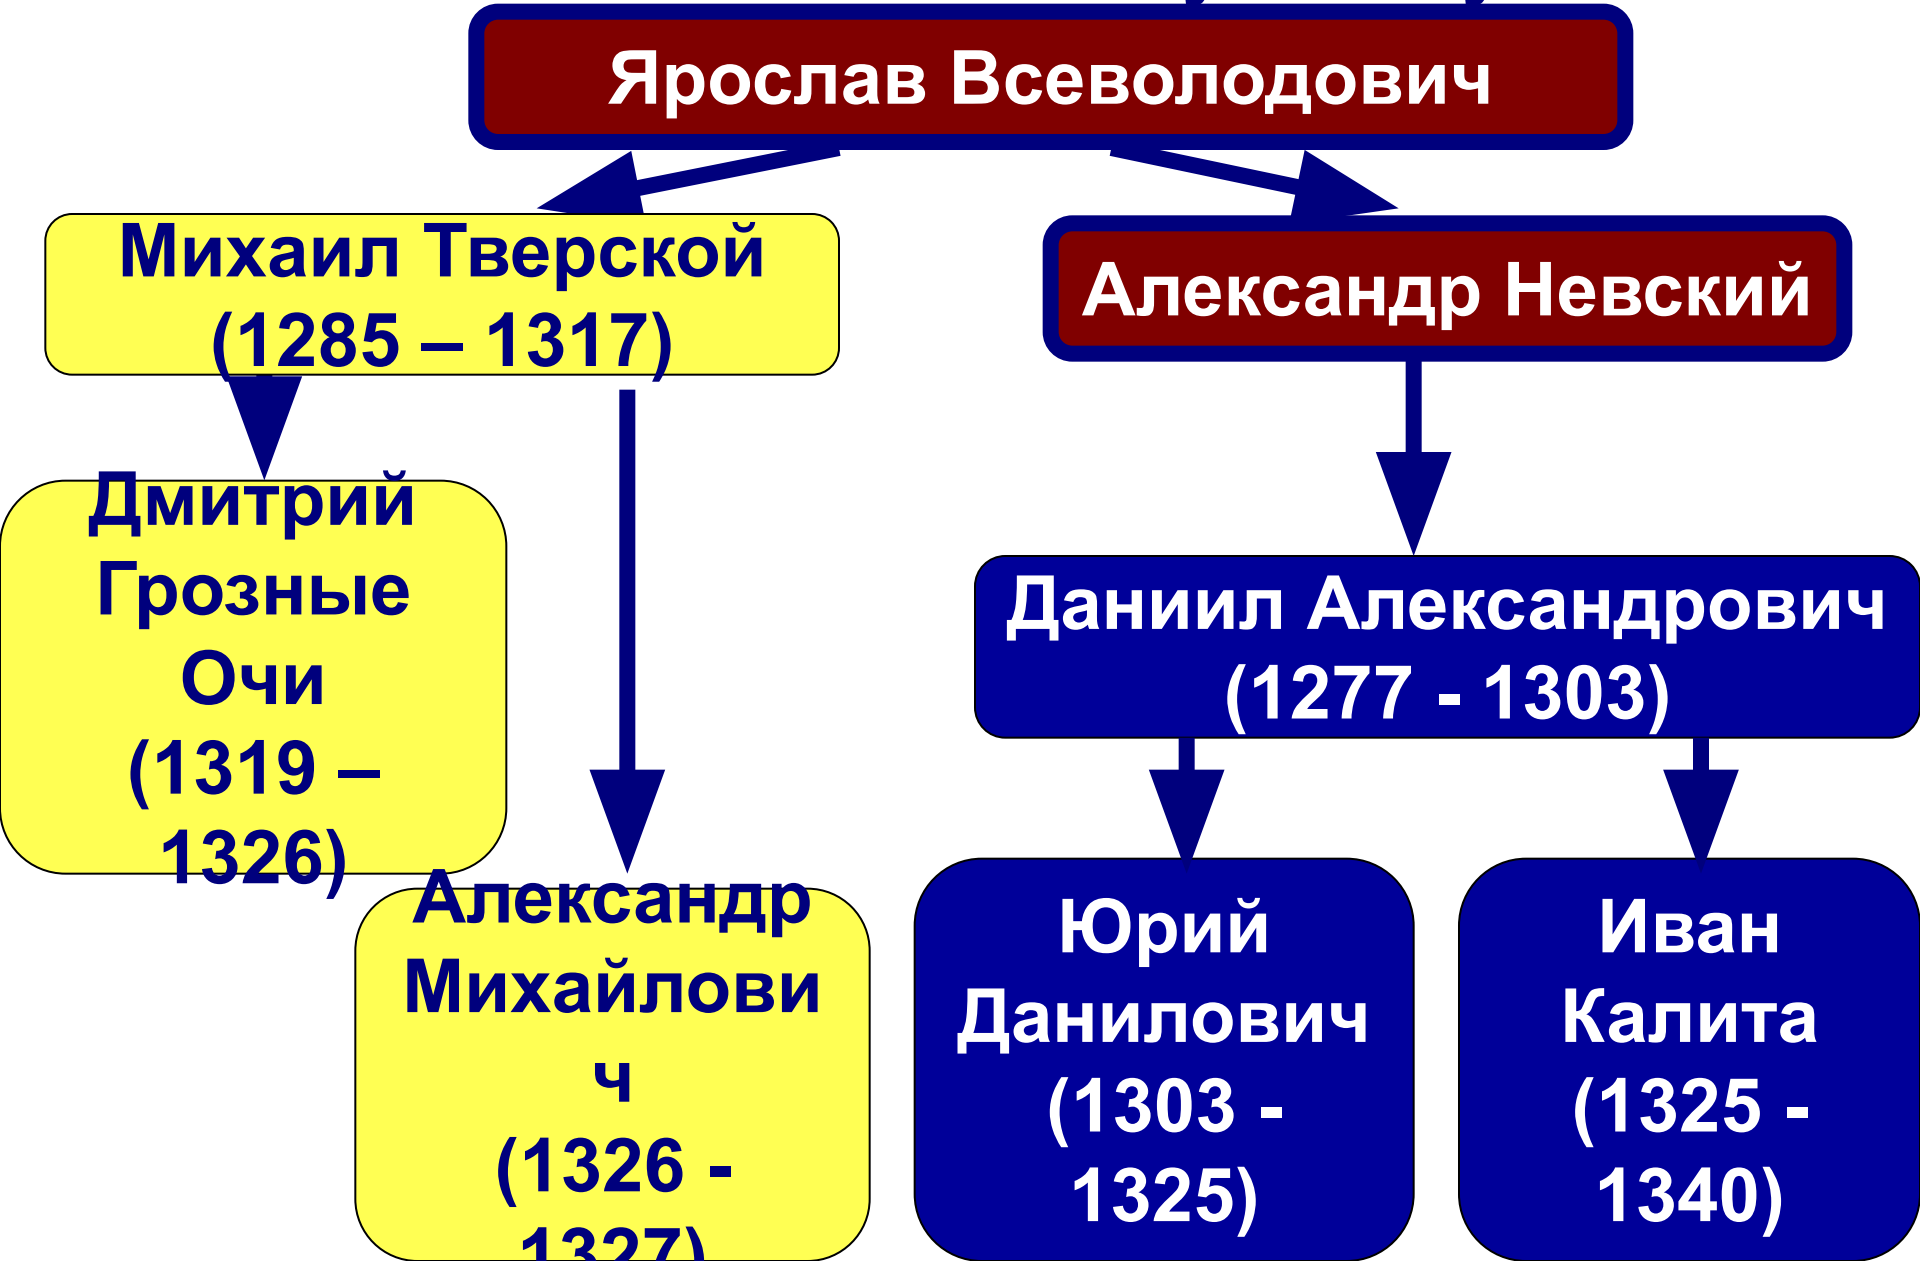 Ярослав Всеволодович
Михаил Тверской
(1285 – 1317)
Александр Невский
Дмитрий
Грозные
Очи
(1319 –
1326)
Даниил Александрович
(1277 - 1303)
Александр
Михайлови
ч
(1326 -
1327)
Юрий
Данилович
(1303 -
1325)
Иван
Калита
(1325 -
1340)